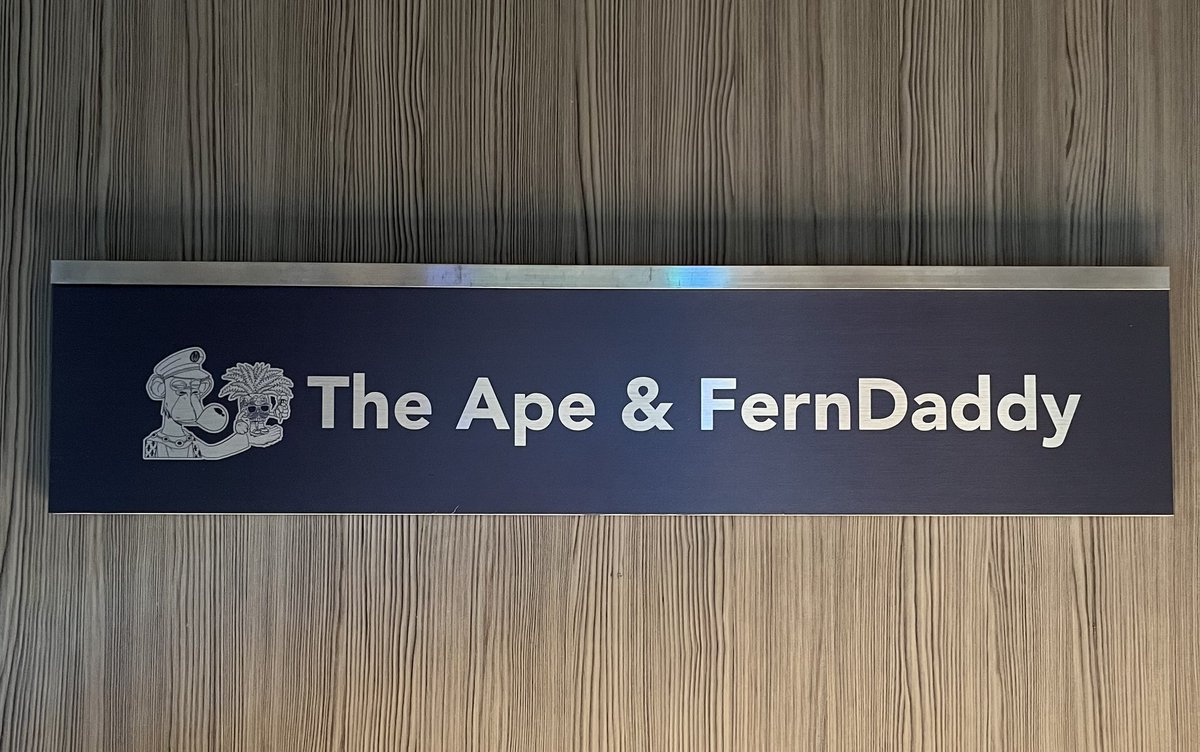 The Ape & FernDaddy